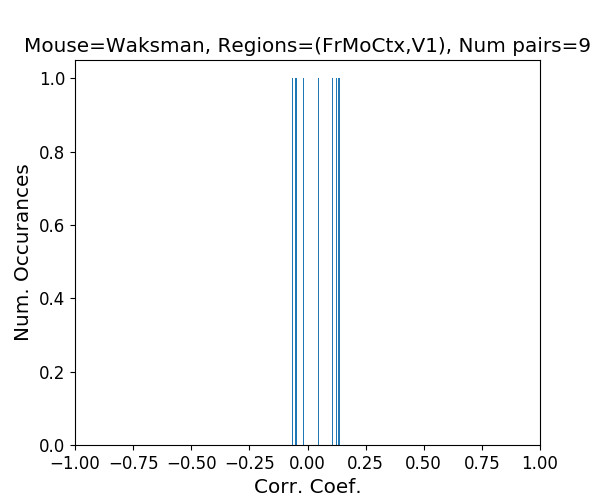 Mouse=Waksman, Regions=(FrMoCtx,V1), Num pairs=9
1.0
0.8
0.6
0.4
0.2
0.0
Num. Occurances
−1.00 −0.75 −0.50 −0.25 0.00 0.25 0.50 0.75 1.00
Corr. Coef.